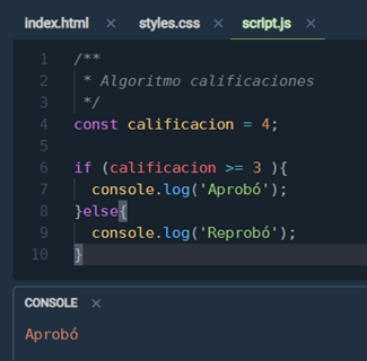 index.html × styles.css × script.js ×
1 /**
2 * Algoritmo calificaciones
3 */
4 const calificacion = 4;
5
6 if (calificacion >= 3 ){
7 console.log('Aprobó');
8 }else{
9 console.log('Reprobó');
10 }
CONSOLE ×
Aprobó